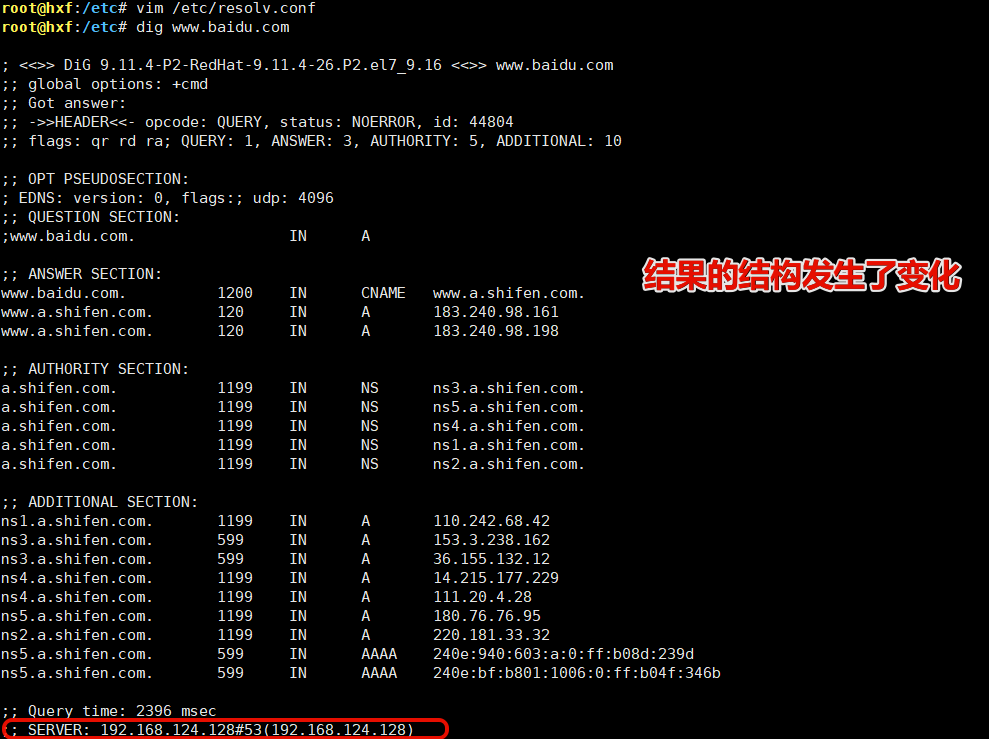 root@hxf:/etc# vim /etc/resolv.conf
root@hxf:/etc# dig www.baidu.com
; <<>> DiG 9.11.4-P2-RedHat-9.11.4-26.P2.el7_9.16 <<>> www.baidu.com
;; global options: +cmd
;; Got answer:
;; ->>HEADER<<- opcode: QUERY, status: NOERROR, id: 44804
;; flags: qr rd ra; QUERY: 1, ANSWER: 3, AUTHORITY: 5, ADDITIONAL: 10
;; OPT PSEUDOSECTION:
; EDNS: version: 0, flags:; udp: 4096
;; QUESTION SECTION:
;www.baidu.com. IN A
结果的结构发生了变化
;; ANSWER SECTION:
www.baidu.com. 1200 IN CNAME www.a.shifen.com.
www.a.shifen.com. 120 IN A 183.240.98.161
www.a.shifen.com. 120 IN A 183.240.98.198
;; AUTHORITY SECTION:
a.shifen.com. 1199 IN NS ns3.a.shifen.com.
a.shifen.com. 1199 IN NS ns5.a.shifen.com.
a.shifen.com. 1199 IN NS ns4.a.shifen.com.
a.shifen.com. 1199 IN NS ns1.a.shifen.com.
a.shifen.com. 1199 IN NS ns2.a.shifen.com.
;; ADDITIONAL SECTION:
ns1.a.shifen.com. 1199 IN A 110.242.68.42
ns3.a.shifen.com. 599 IN A 153.3.238.162
ns3.a.shifen.com. 599 IN A 36.155.132.12
ns4.a.shifen.com. 1199 IN A 14.215.177.229
ns4.a.shifen.com. 1199 IN A 111.20.4.28
ns5.a.shifen.com. 1199 IN A 180.76.76.95
ns2.a.shifen.com. 1199 IN A 220.181.33.32
ns5.a.shifen.com. 599 IN AAAA 240e:940:603:a:0:ff:b08d:239d
ns5.a.shifen.com. 599 IN AAAA 240e:bf:b801:1006:0:ff:b04f:346b
;; Query time: 2396 msec
;; SERVER: 192.168.124.128#53(192.168.124.128)